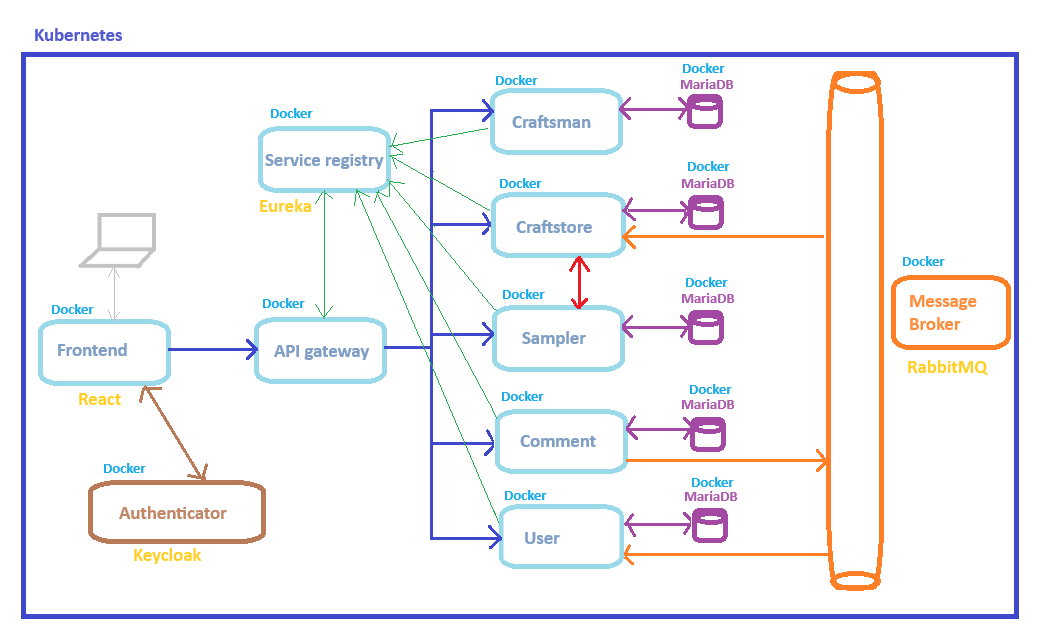 Kubernetes
Docker
Service registry
Eureka
Docker
Frontend
React
Docker
API gateway
Docker
Authenticator
Keycloak
Docker
Craftsman
Docker
MariaDB
Docker
Craftstore
Docker
MariaDB
Docker
Sampler
Docker
MariaDB
Docker
Comment
Docker
MariaDB
Docker
User
Docker
MariaDB
Docker
Message
Broker
RabbitMQ